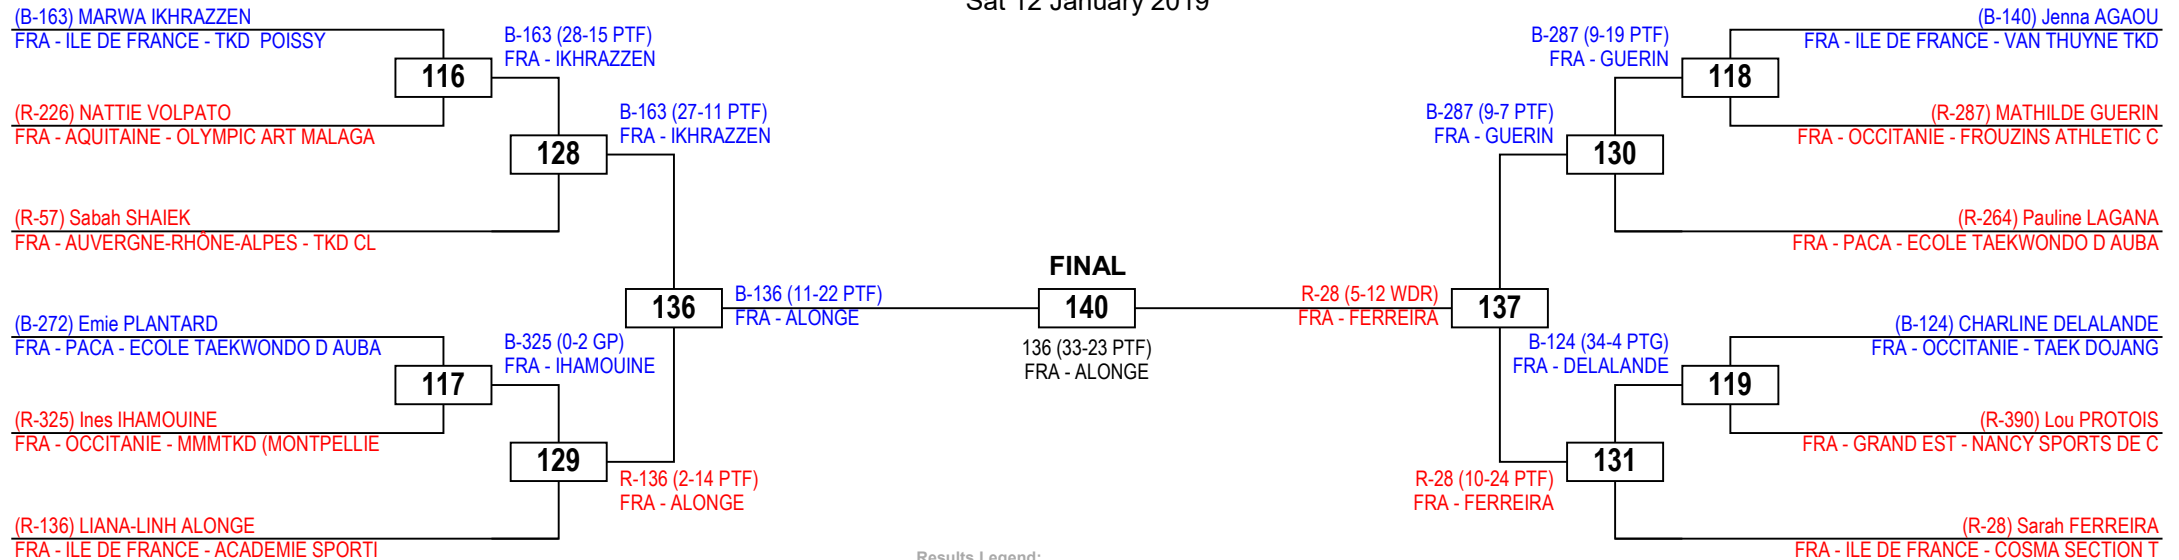 Sat 12 January 2019
(B-163) MARWA IKHRAZZEN
FRA - ILE DE FRANCE - TKD POISSY
116
(R-226) NATTIE VOLPATO
FRA - AQUITAINE - OLYMPIC ART MALAGA
B-163 (28-15 PTF)
FRA - IKHRAZZEN
128
(R-57) Sabah SHAIEK
FRA - AUVERGNE-RHÔNE-ALPES - TKD CL
B-163 (27-11 PTF)
FRA - IKHRAZZEN
136
(B-272) Emie PLANTARD
FRA - PACA - ECOLE TAEKWONDO D AUBA
117
(R-325) Ines IHAMOUINE
FRA - OCCITANIE - MMMTKD (MONTPELLIE
B-325 (0-2 GP)
FRA - IHAMOUINE
129
(R-136) LIANA-LINH ALONGE
FRA - ILE DE FRANCE - ACADEMIE SPORTI
R-136 (2-14 PTF)
FRA - ALONGE
B-136 (11-22 PTF)
FRA - ALONGE
FINAL
140
136 (33-23 PTF)
FRA - ALONGE
R-28 (5-12 WDR)
FRA - FERREIRA
137
B-287 (9-7 PTF)
FRA - GUERIN
130
B-287 (9-19 PTF)
FRA - GUERIN
118
(B-140) Jenna AGAOU
FRA - ILE DE FRANCE - VAN THUYNE TKD
(R-287) MATHILDE GUERIN
FRA - OCCITANIE - FROUZINS ATHLETIC C
(R-264) Pauline LAGANA
FRA - PACA - ECOLE TAEKWONDO D AUBA
B-124 (34-4 PTG)
FRA - DELALANDE
119
(B-124) CHARLINE DELALANDE
FRA - OCCITANIE - TAEK DOJANG
(R-390) Lou PROTOIS
FRA - GRAND EST - NANCY SPORTS DE C
131
R-28 (10-24 PTF)
FRA - FERREIRA
(R-28) Sarah FERREIRA
FRA - ILE DE FRANCE - COSMA SECTION T
Results Legend: